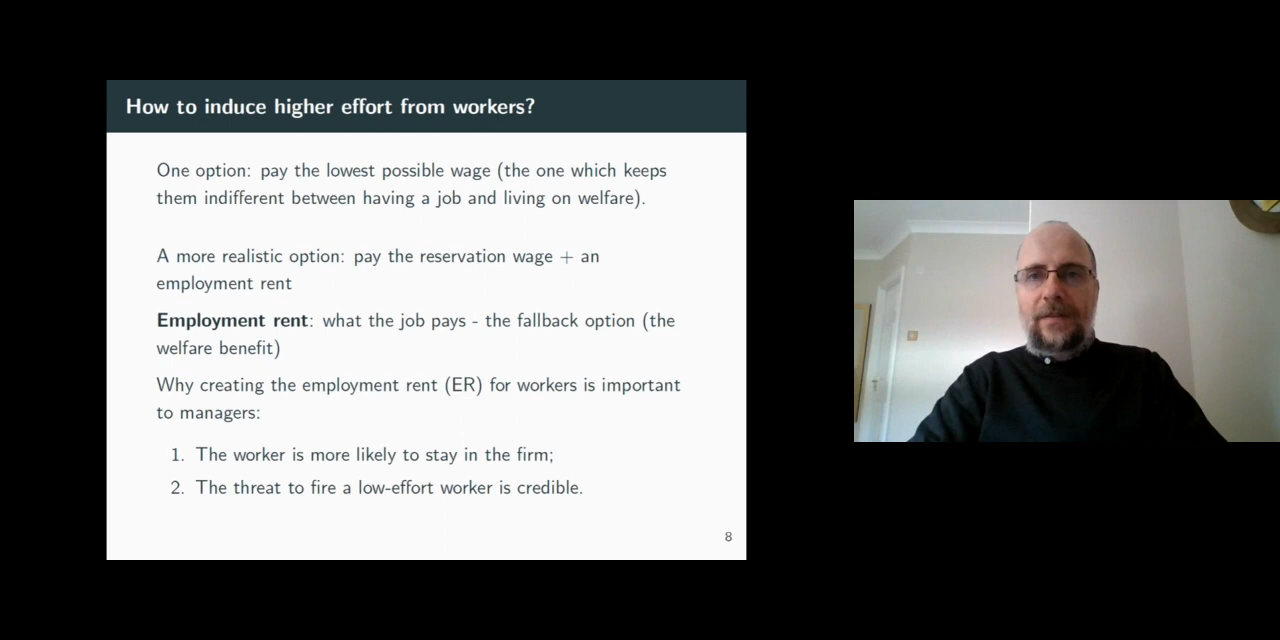 How to induce higher effort from workers?
One option: pay the lowest possible wage (the one which keeps
them indifferent between having a job and living on welfare).
A more realistic option: pay the reservation wage + an
employment rent
Employment rent: what the job pays - the fallback option (the
welfare benefit)
Why creating the employment rent (ER) for workers is important
to managers:
1. The worker is more likely to stay in the firm;
2. The threat to fire a low-effort worker is credible.
8